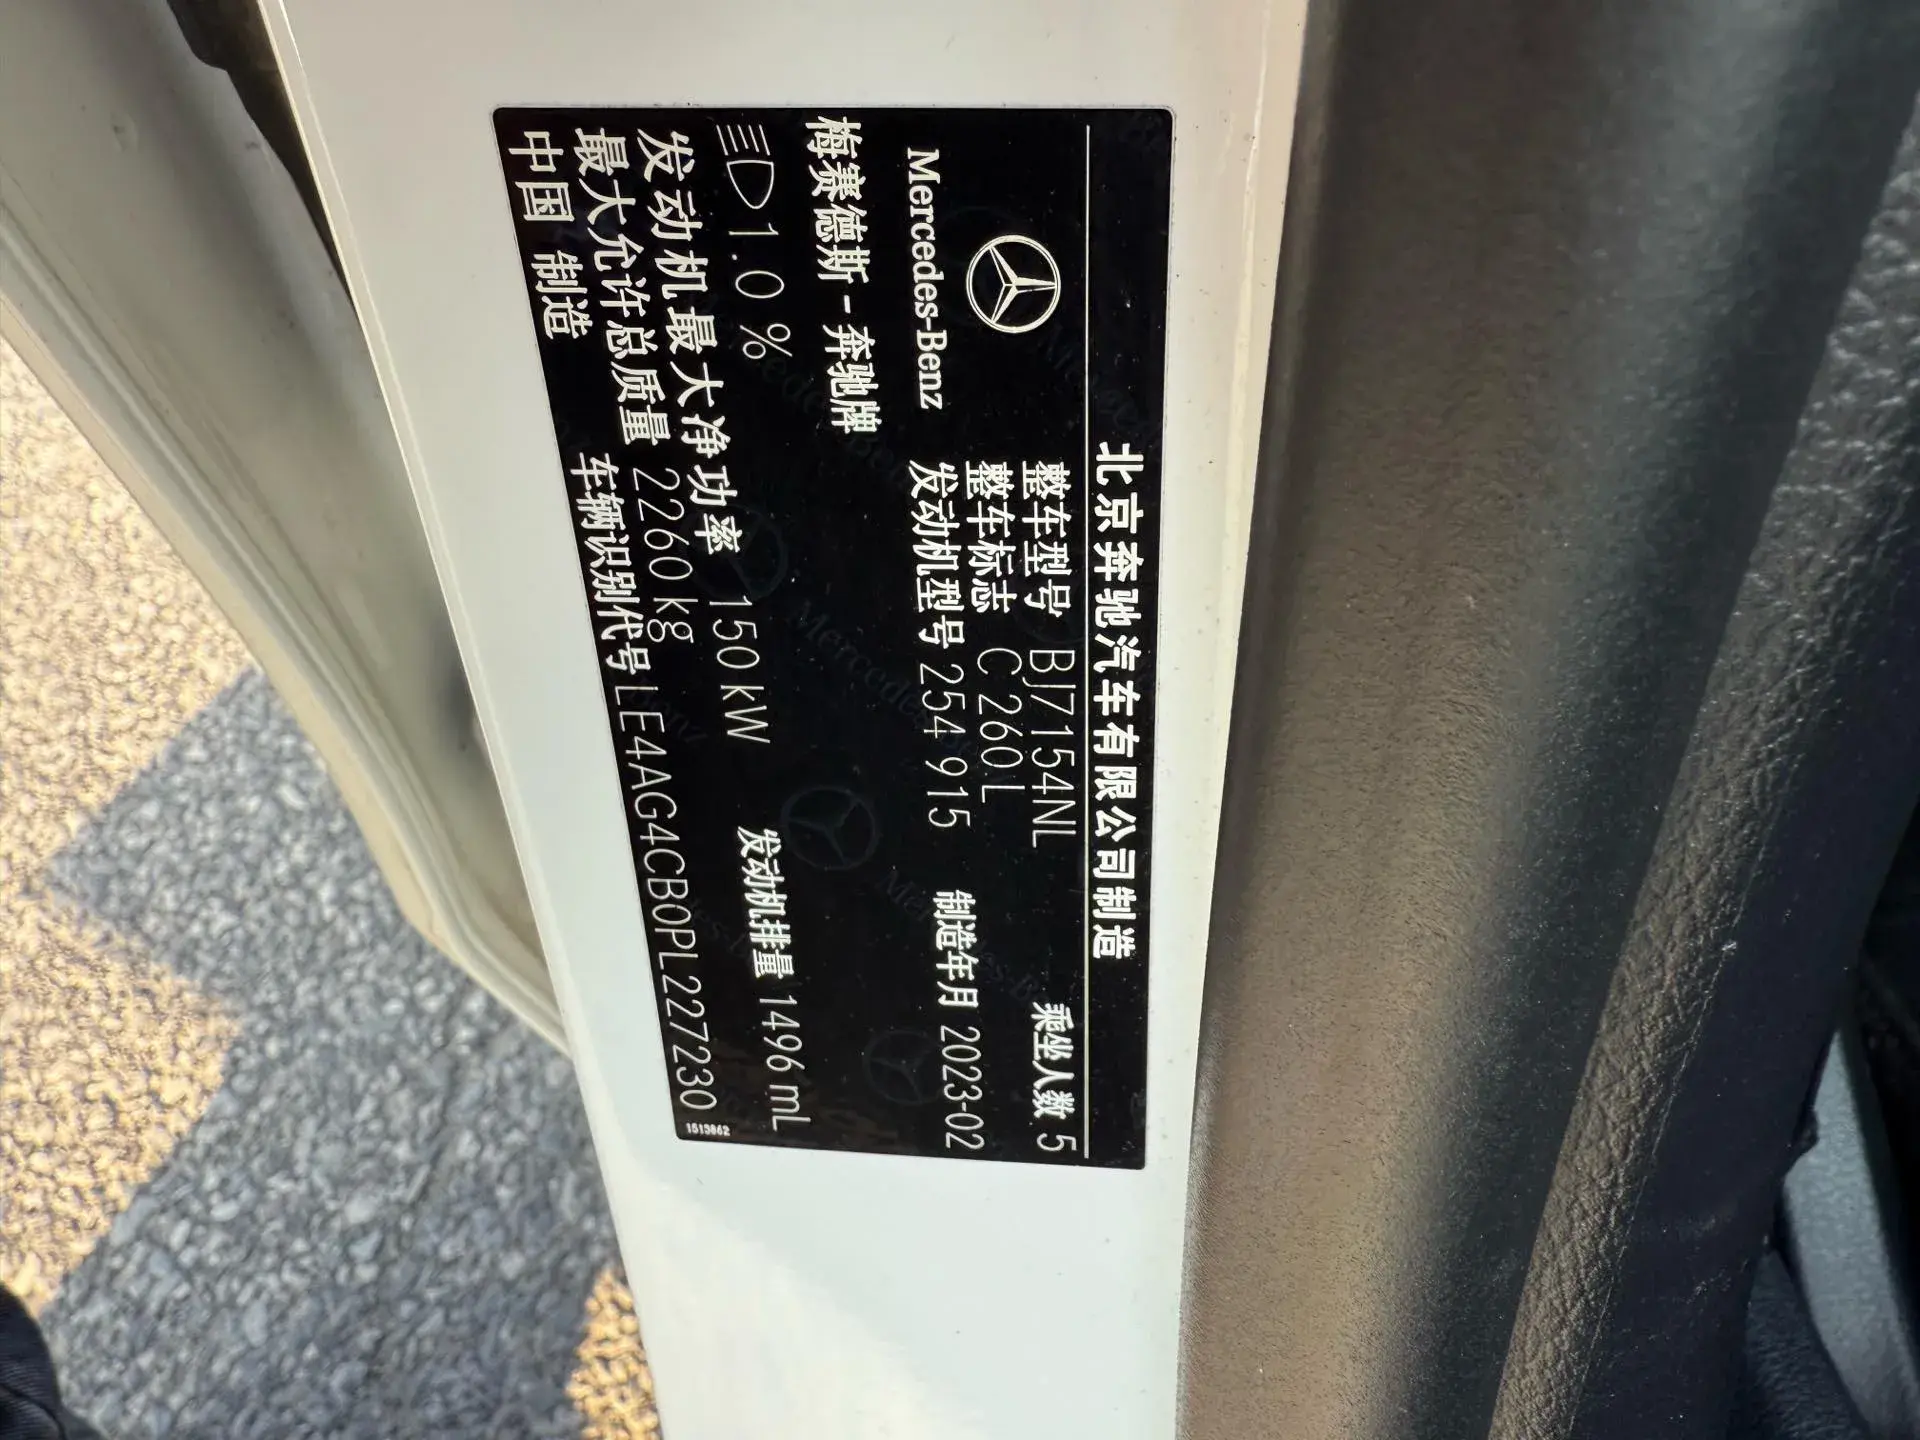 北京奔驰汽车有限公司制造
Mercedes-Benz
梅赛德斯-奔驰牌
整车型号 BJ7154NL 乘坐人数 5
整车标志 C 260 L
发动机型号 254 915 制造年月 2023-02
1.0 %
发动机最大净功率 150 kW 发动机排量 1496 mL
最大允许总质量 2260 kg
中国 制造 车辆识别代号 LE4AG4CB0PL227230
1513862